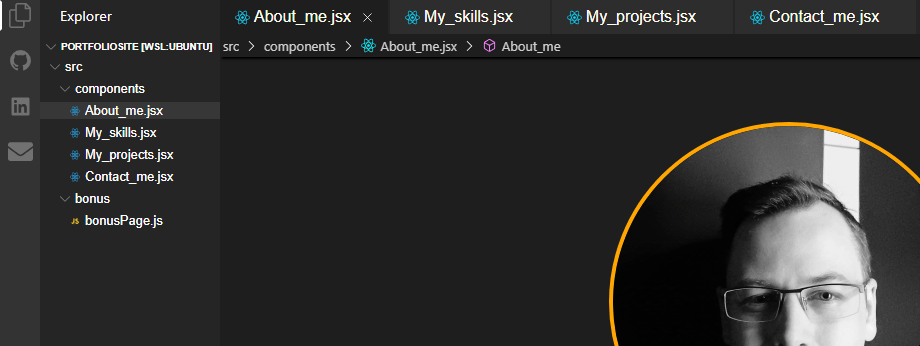 Explorer
About_me.jsx
My_skills.jsx
My_projects.jsx
Contact_me.jsx
PORTFOLIOSITE [WSL:UBUNTU]
src
components
About_me.jsx
About_me
src
components
About_me.jsx
My_skills.jsx
My_projects.jsx
Contact_me.jsx
bonus
JS bonusPage.js